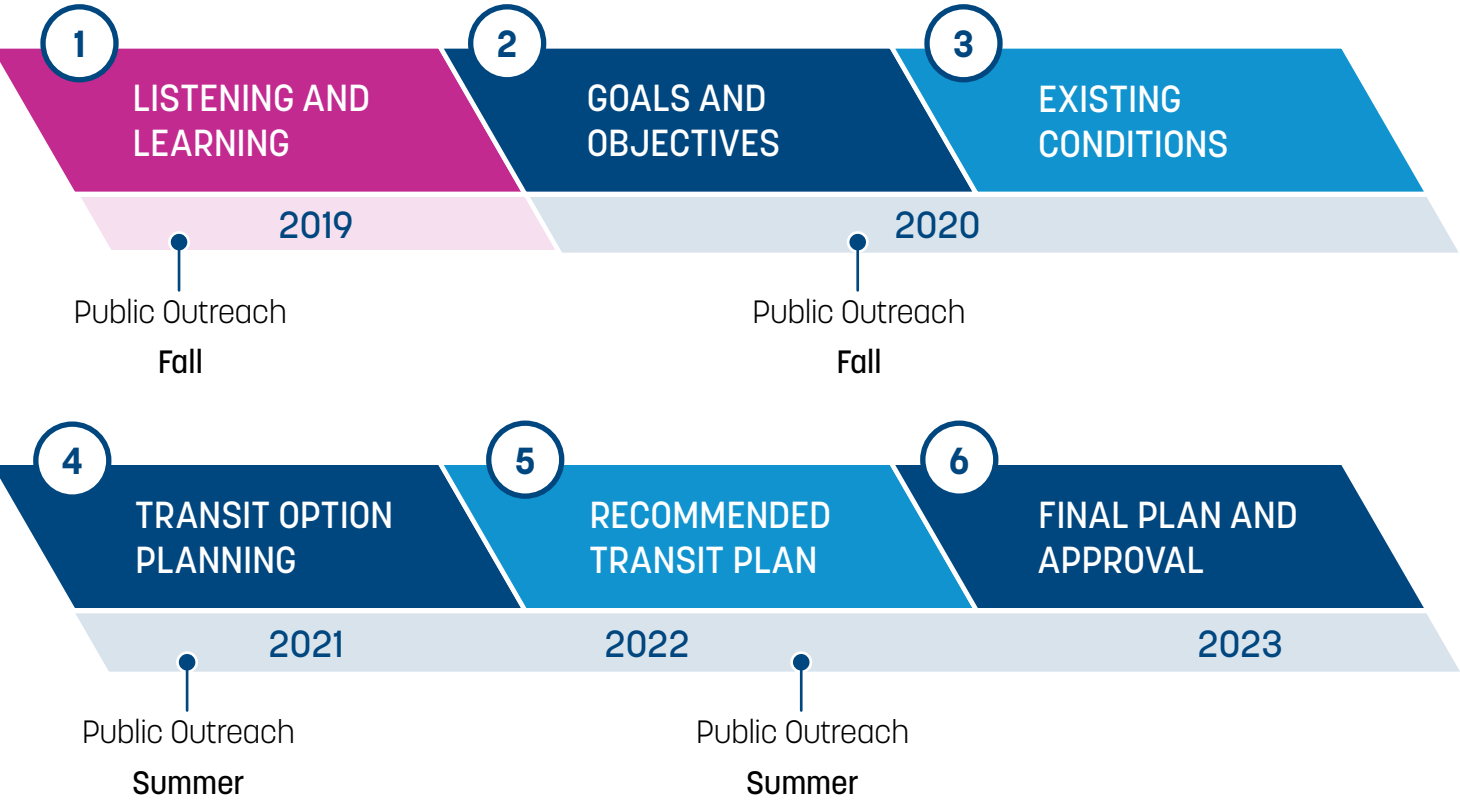 1
LISTENING AND
LEARNING
2
GOALS AND
OBJECTIVES
3
EXISTING
CONDITIONS
2019
2020
Public Outreach
Fall
Public Outreach
Fall
4
TRANSIT OPTION
PLANNING
5
RECOMMENDED
TRANSIT PLAN
6
FINAL PLAN AND
APPROVAL
2021
2022
2023
Public Outreach
Summer
Public Outreach
Summer